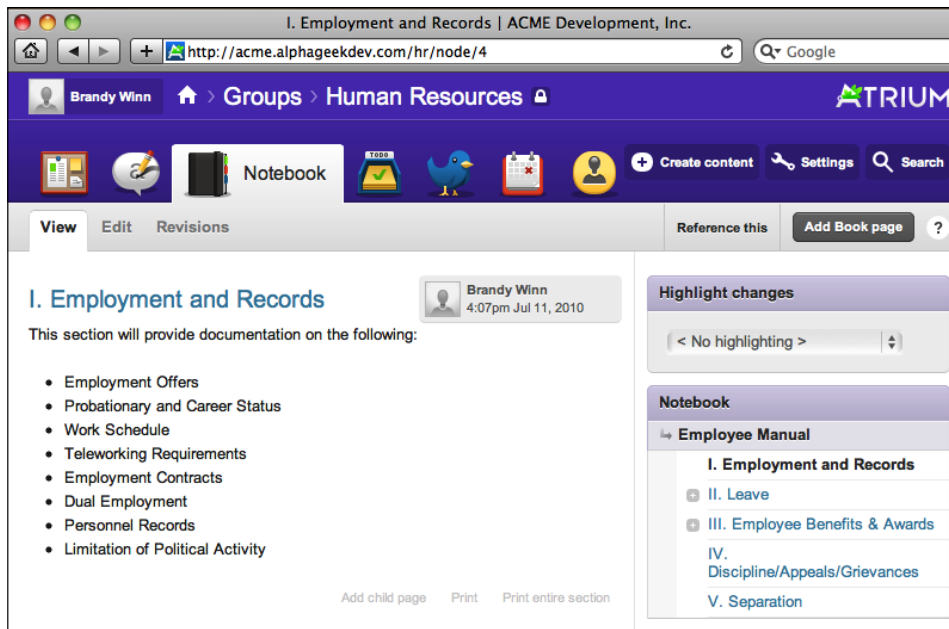 I. Employment and Records | ACME Development, Inc.
http://acme.alphageekdev.com/hr/node/4
Google
Brandy Winn
Groups > Human Resources
ATRIUM
TODO
Notebook
Create content
Settings
Search
View
Edit
Revisions
Reference this
Add Book page
?
I. Employment and Records
Brandy Winn
4:07pm Jul 11, 2010
This section will provide documentation on the following:
• Employment Offers
• Probationary and Career Status
• Work Schedule
• Teleworking Requirements
• Employment Contracts
• Dual Employment
• Personnel Records
• Limitation of Political Activity
Add child page
Print
Print entire section
Highlight changes
< No highlighting >
Notebook
Employee Manual
I. Employment and Records
II. Leave
III. Employee Benefits & Awards
IV.
Discipline/Appeals/Grievances
V. Separation